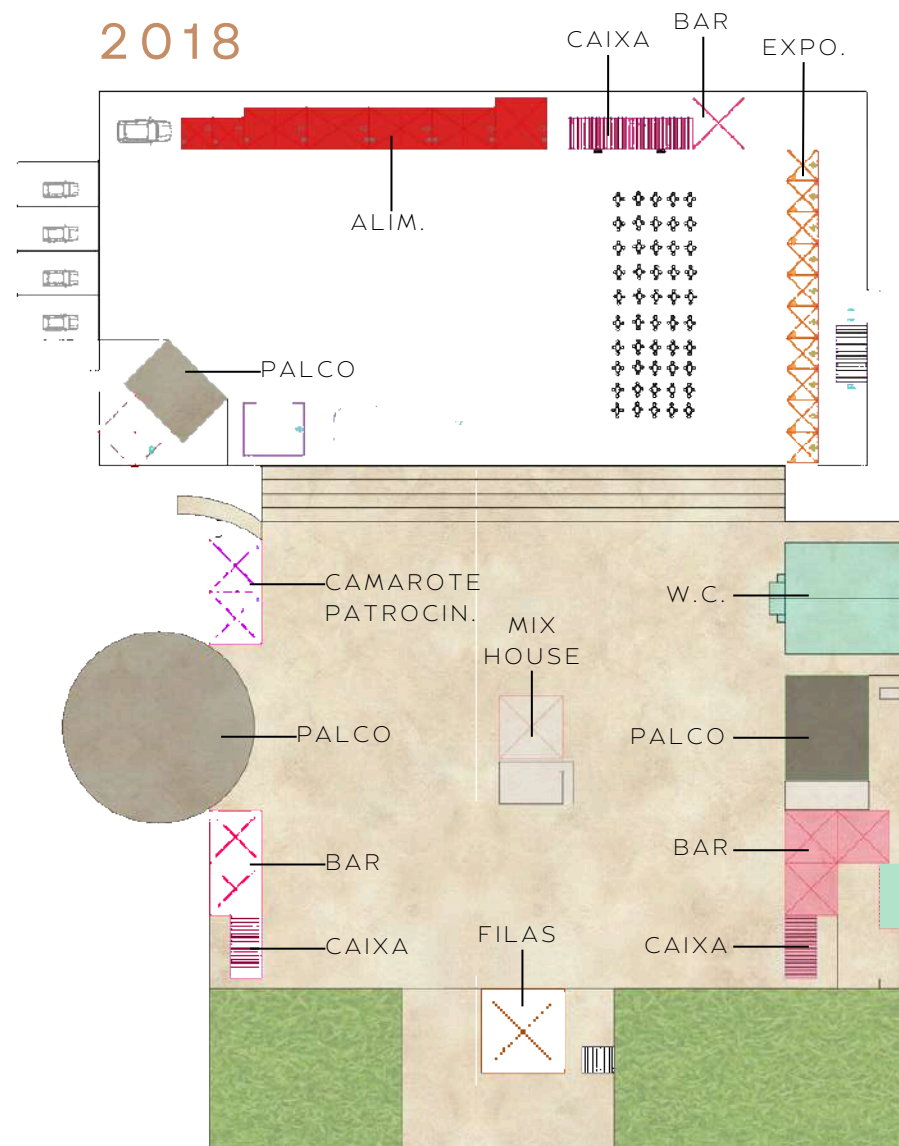 2018
CAIXA
BAR
EXPO.
ALIM.
PALCO
CAMAROTE
PATROCIN.
W.C.
MIX
HOUSE
PALCO
PALCO
BAR
BAR
CAIXA
FILAS
CAIXA